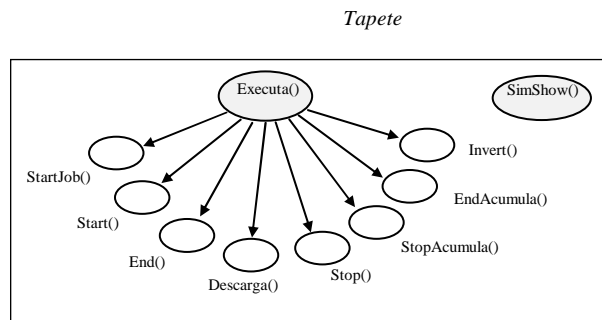 Tapete
Executa()
SimShow()
Invert()
StartJob()
EndAcumula()
Start()
StopAcumula()
End()
Stop()
Descarga()